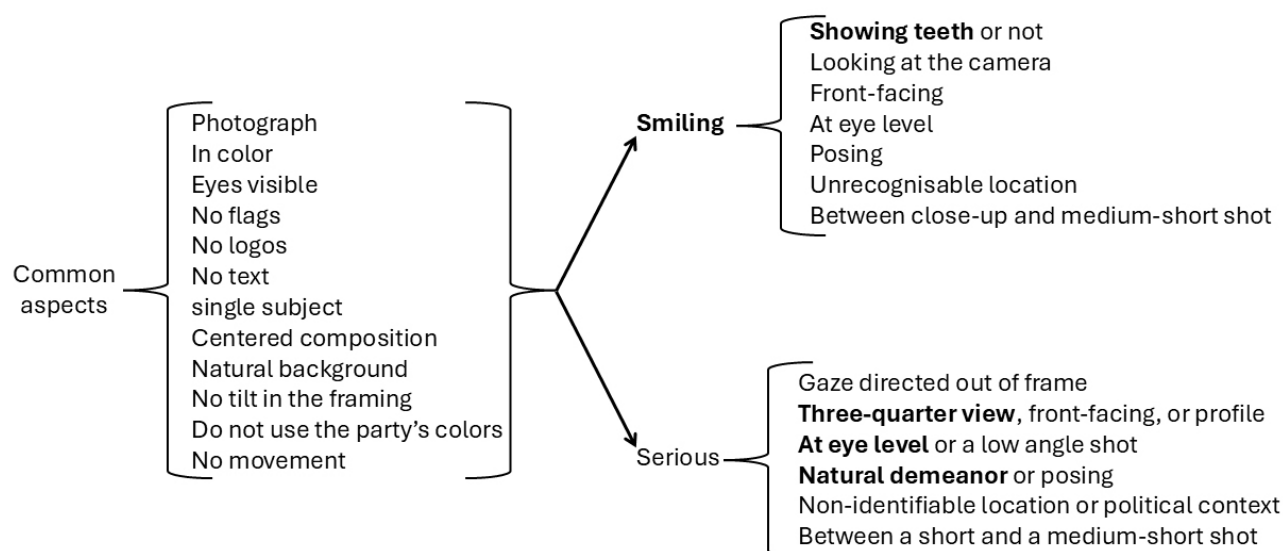 Common
aspects
Photograph
In color
Eyes visible
No flags
No logos
No text
single subject
Centered composition
Natural background
No tilt in the framing
Do not use the party’s colors
No movement
Smiling
Showing teeth or not
Looking at the camera
Front-facing
At eye level
Posing
Unrecognisable location
Between close-up and medium-short shot
Serious
Gaze directed out of frame
Three-quarter view, front-facing, or profile
At eye level or a low angle shot
Natural demeanor or posing
Non-identifiable location or political context
Between a short and a medium-short shot